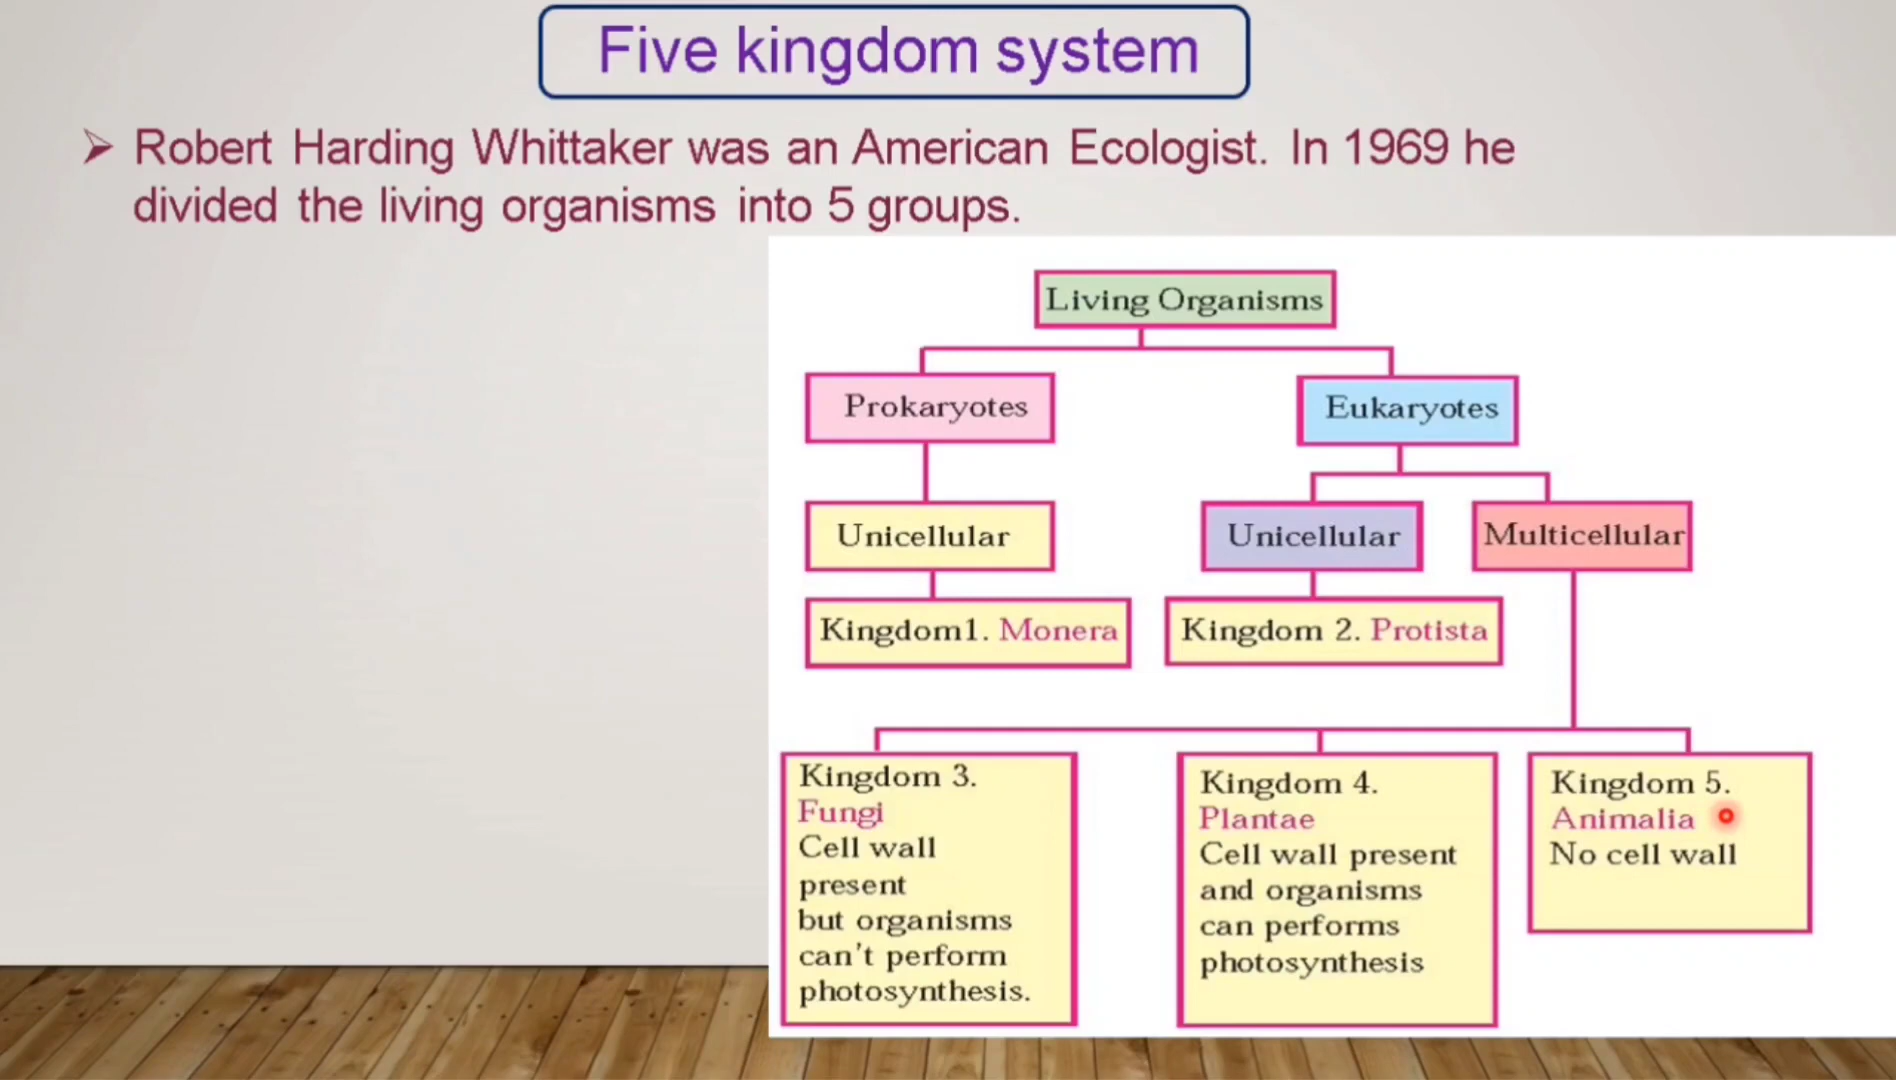 Five kingdom system
➢ Robert Harding Whittaker was an American Ecologist. In 1969 he
divided the living organisms into 5 groups.
Living Organisms
Prokaryotes
Eukaryotes
Unicellular
Unicellular
Multicellular
Kingdom1. Monera
Kingdom 2. Protista
Kingdom 3.
Fungi
Cell wall
present
but organisms
can't perform
photosynthesis.
Kingdom 4.
Plantae
Cell wall present
and organisms
can performs
photosynthesis
Kingdom 5.
Animalia
No cell wall